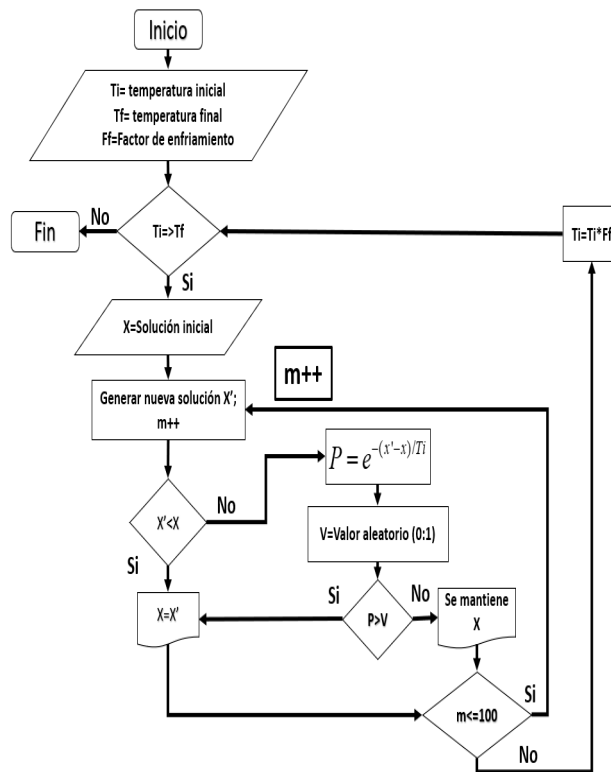 Inicio
Ti= temperatura inicial
Tf= temperatura final
Ff=Factor de enfriamiento
No
Fin
Ti=>Tf
Ti=Ti*Ff
Si
X=Solución inicial
m++
Generar nueva solución X’;
m++
P = e^{-(x'-x)/Ti}
No
X’<X
V=Valor aleatorio (0:1)
Si
Si
No
Se mantiene
X
X=X’
P>V
Si
m<=100
No